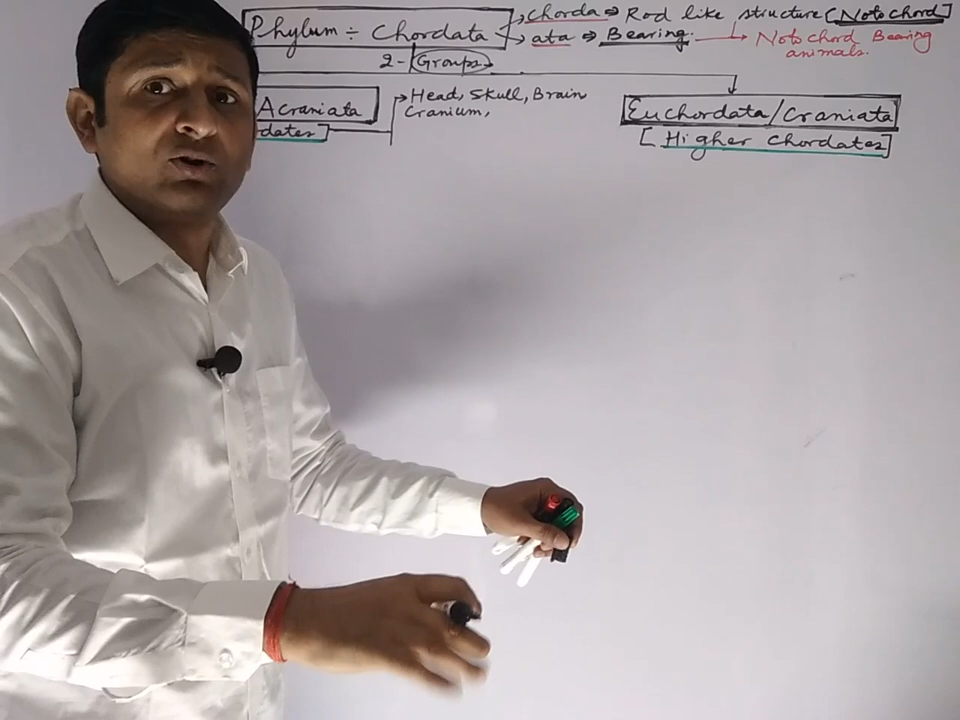 Phylum ÷ Chordata → Chorda ⇒ Rod like structure [Notochord]
→ ata ⇒ Bearing. → Notochord Bearing
animals.
2- Groups
Acraniata → Head, Skull, Brain
Cranium,
dates]
Euchordata/Craniata
[Higher Chordates]